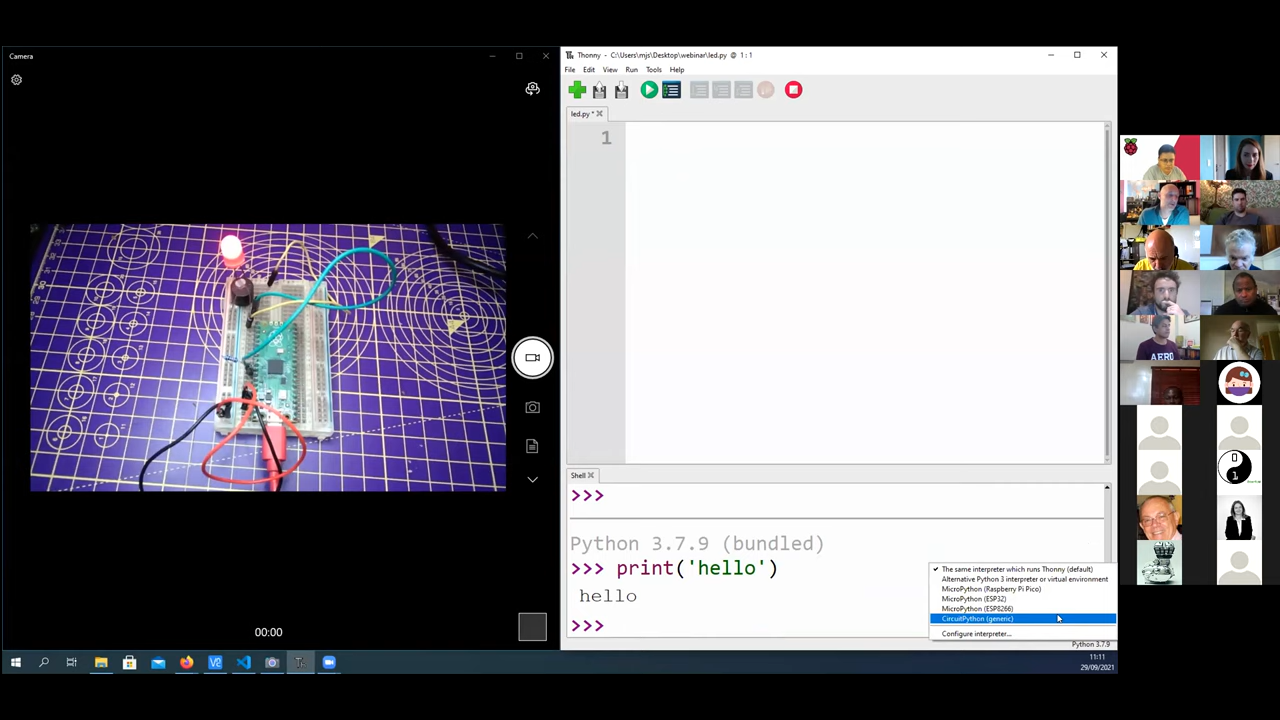 Camera
Thonny - C:\Users\mjs\Desktop\webinar\led.py @ 1:1
File Edit View Run Tools Help
led.py *
1
Shell
>>>
Python 3.7.9 (bundled)
>>> print('hello')
hello
>>>
The same interpreter which runs Thonny (default)
Alternative Python 3 interpreter or virtual environment
MicroPython (Raspberry Pi Pico)
MicroPython (ESP32)
MicroPython (ESP8266)
CircuitPython (generic)
Configure interpreter...
Python 3.7.9
00:00
11:11
29/09/2021
AERO